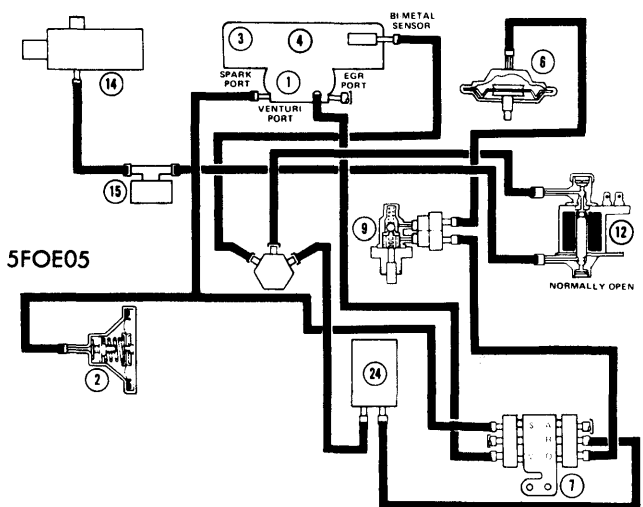 BI METAL
SENSOR
3
4
6
SPARK
PORT
1
EGR
PORT
14
VENTURI
PORT
15
9
12
5FOE05
NORMALLY OPEN
2
24
S A
R
V O
7